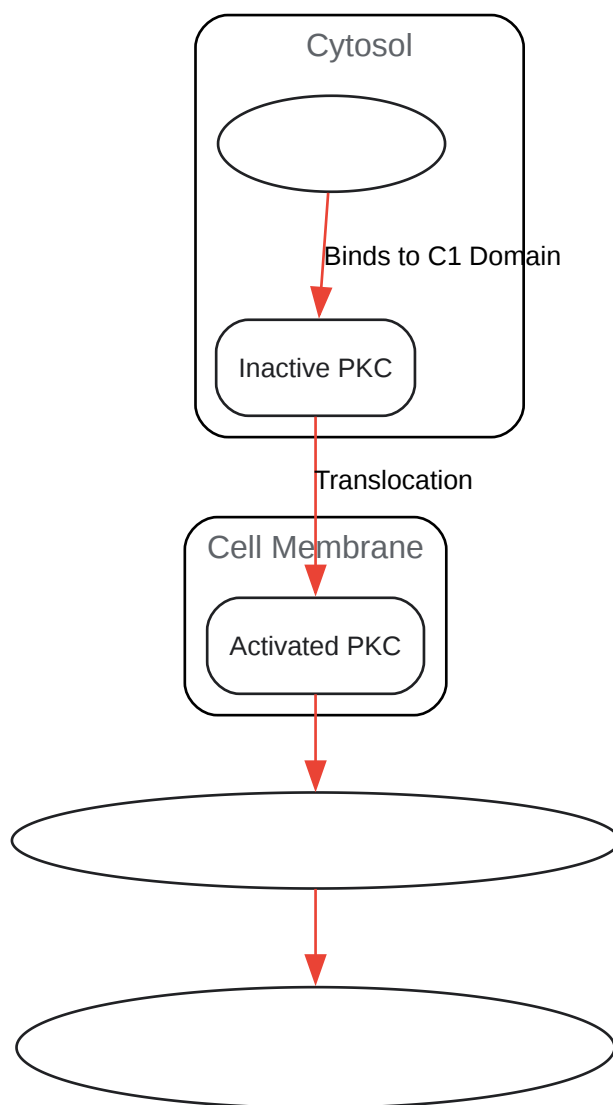 Cytosol
Binds to C1 Domain
Inactive PKC
Translocation
Cell Membrane
Activated PKC